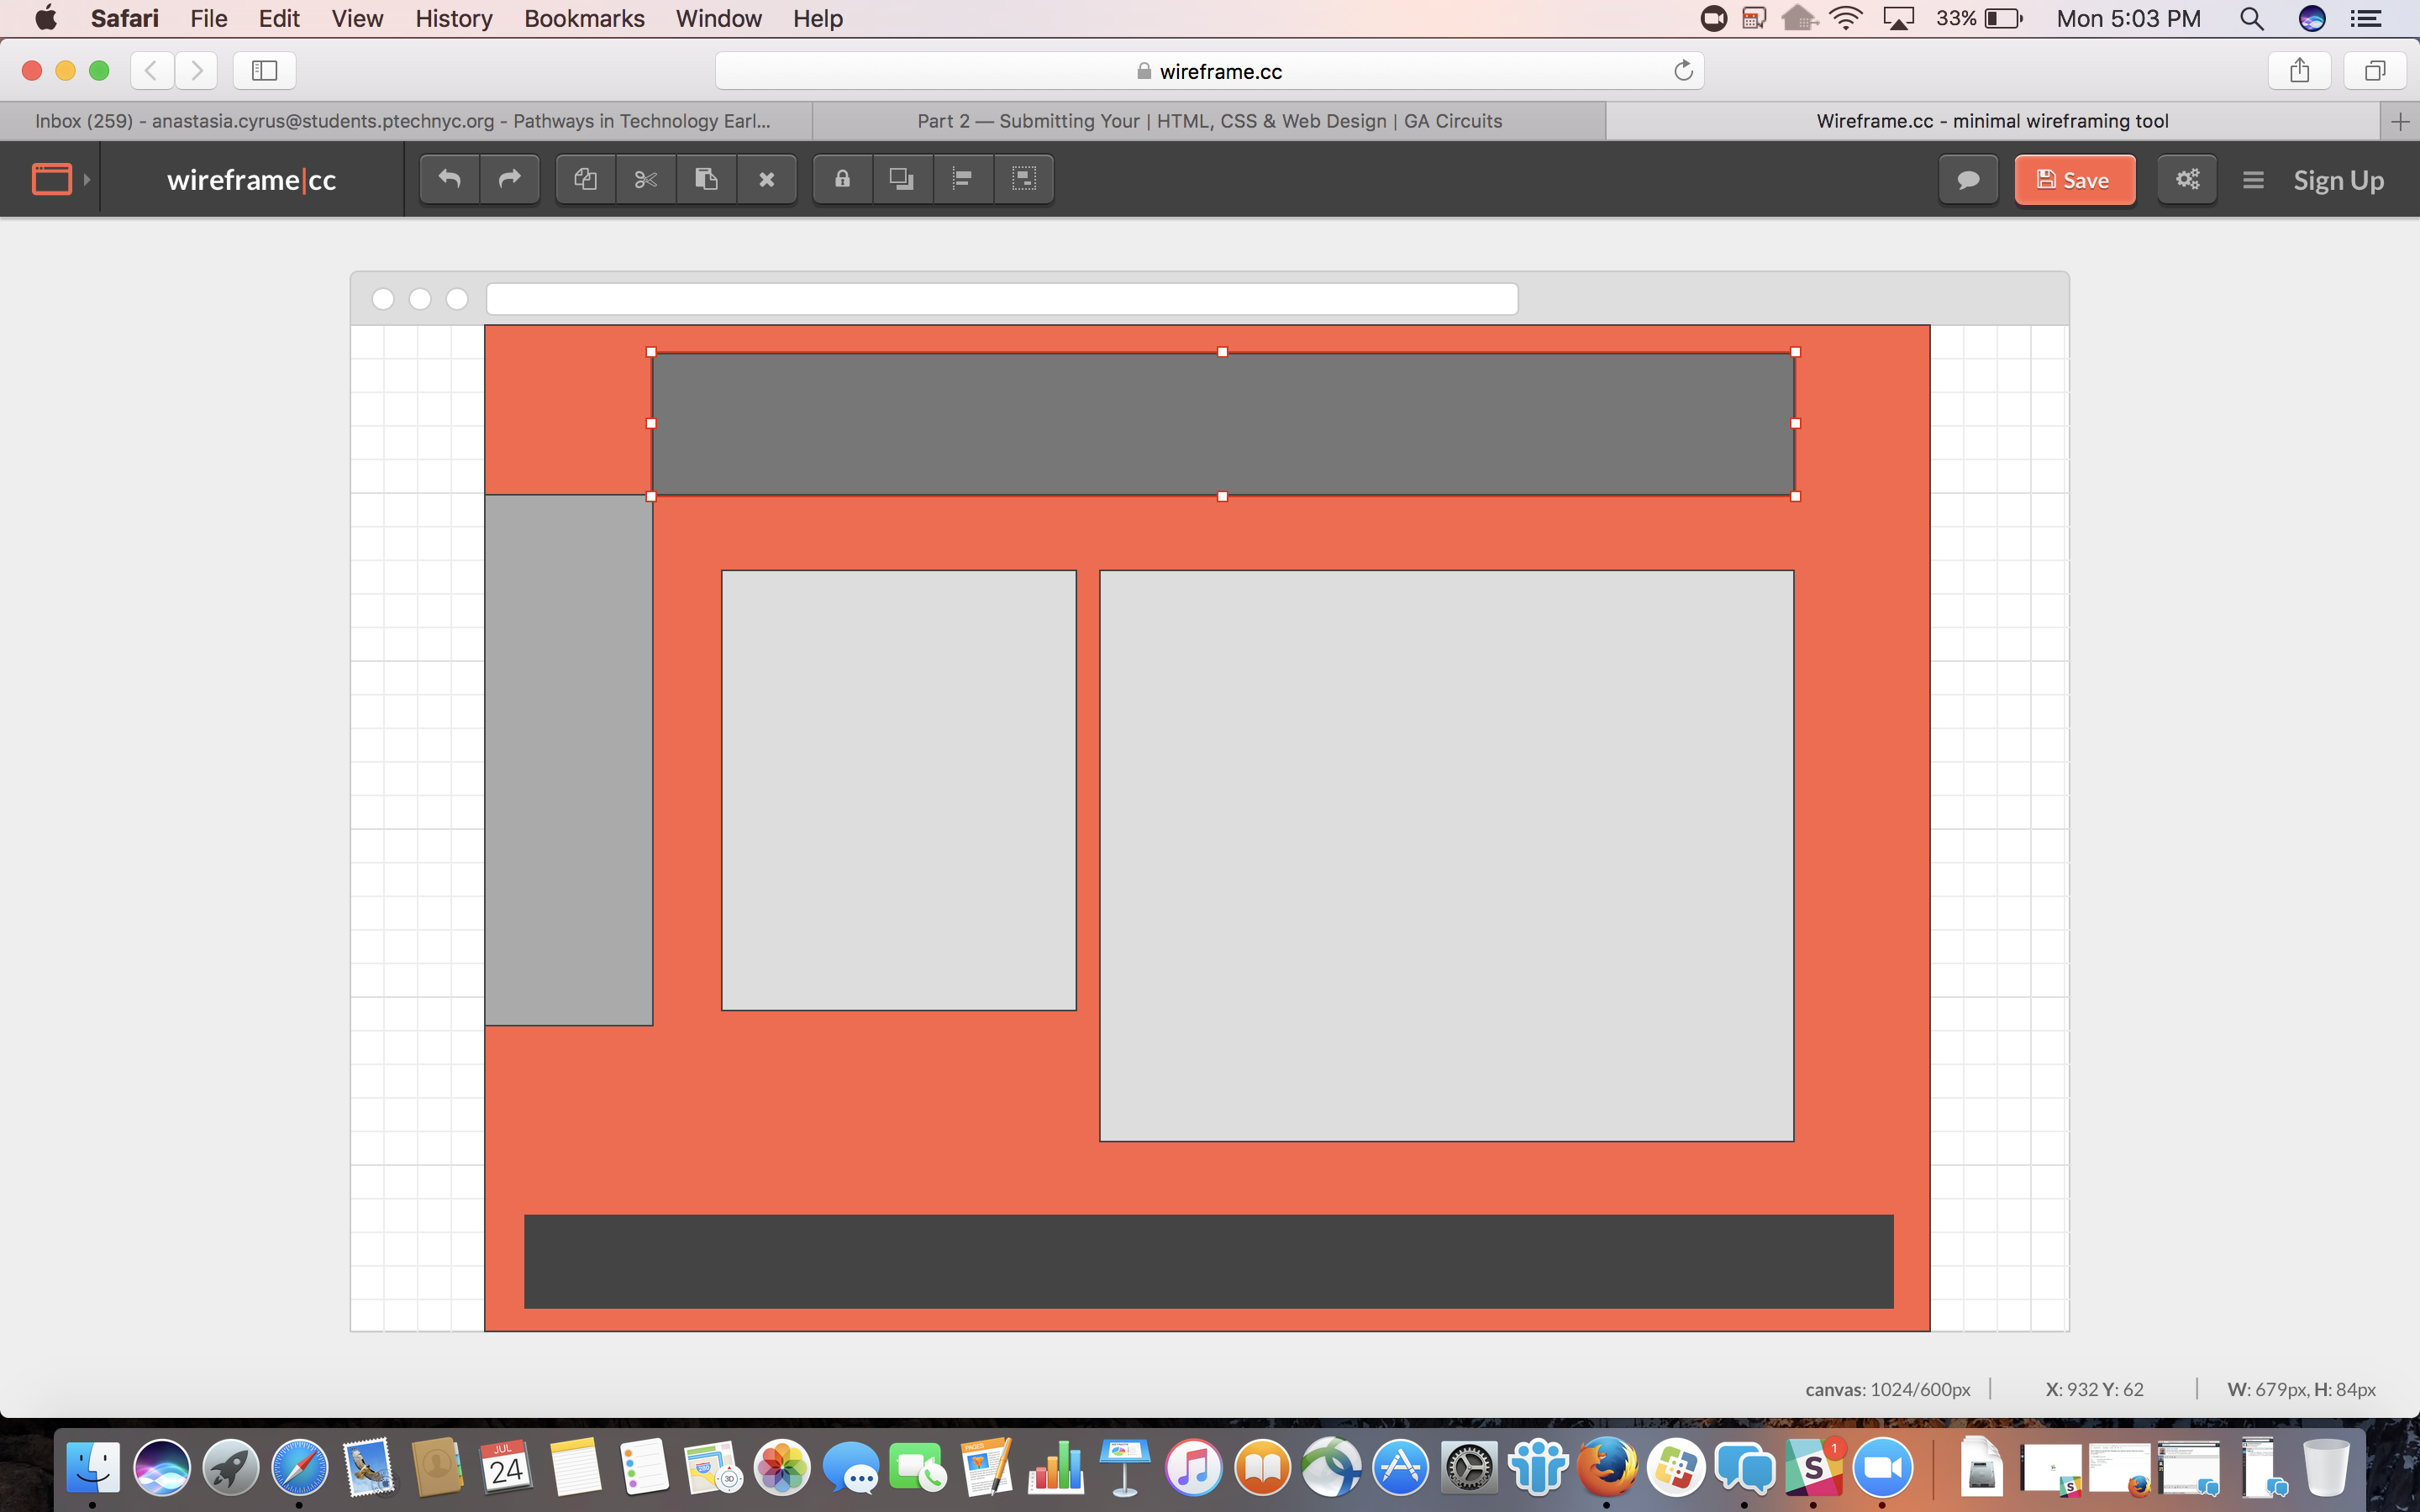 Safari File Edit View History Bookmarks Window Help 33% Mon 5:03 PM
wireframe.cc
Inbox (259) - anastasia.cyrus@students.ptechnyc.org - Pathways in Technology Earl... Part 2 — Submitting Your | HTML, CSS & Web Design | GA Circuits Wireframe.cc - minimal wireframing tool
wireframe|cc Save Sign Up
canvas: 1024/600px X: 932 Y: 62 W: 679px, H: 84px
JUL
24
3D
PAGES
1
S
S